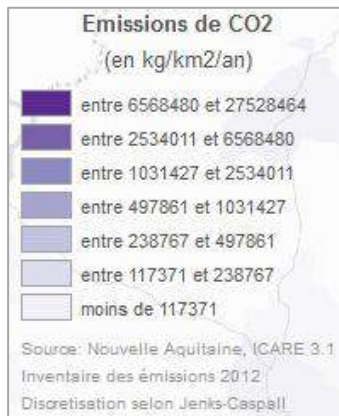 Emissions de CO2
(en kg/km2/an)
entre 6568480 et 27528464
entre 2534011 et 6568480
entre 1031427 et 2534011
entre 497861 et 1031427
entre 238767 et 497861
entre 117371 et 238767
moins de 117371
Source: Nouvelle Aquitaine, ICARE 3.1
Inventaire des émissions 2012
Discretisation selon Jenks-Caspall